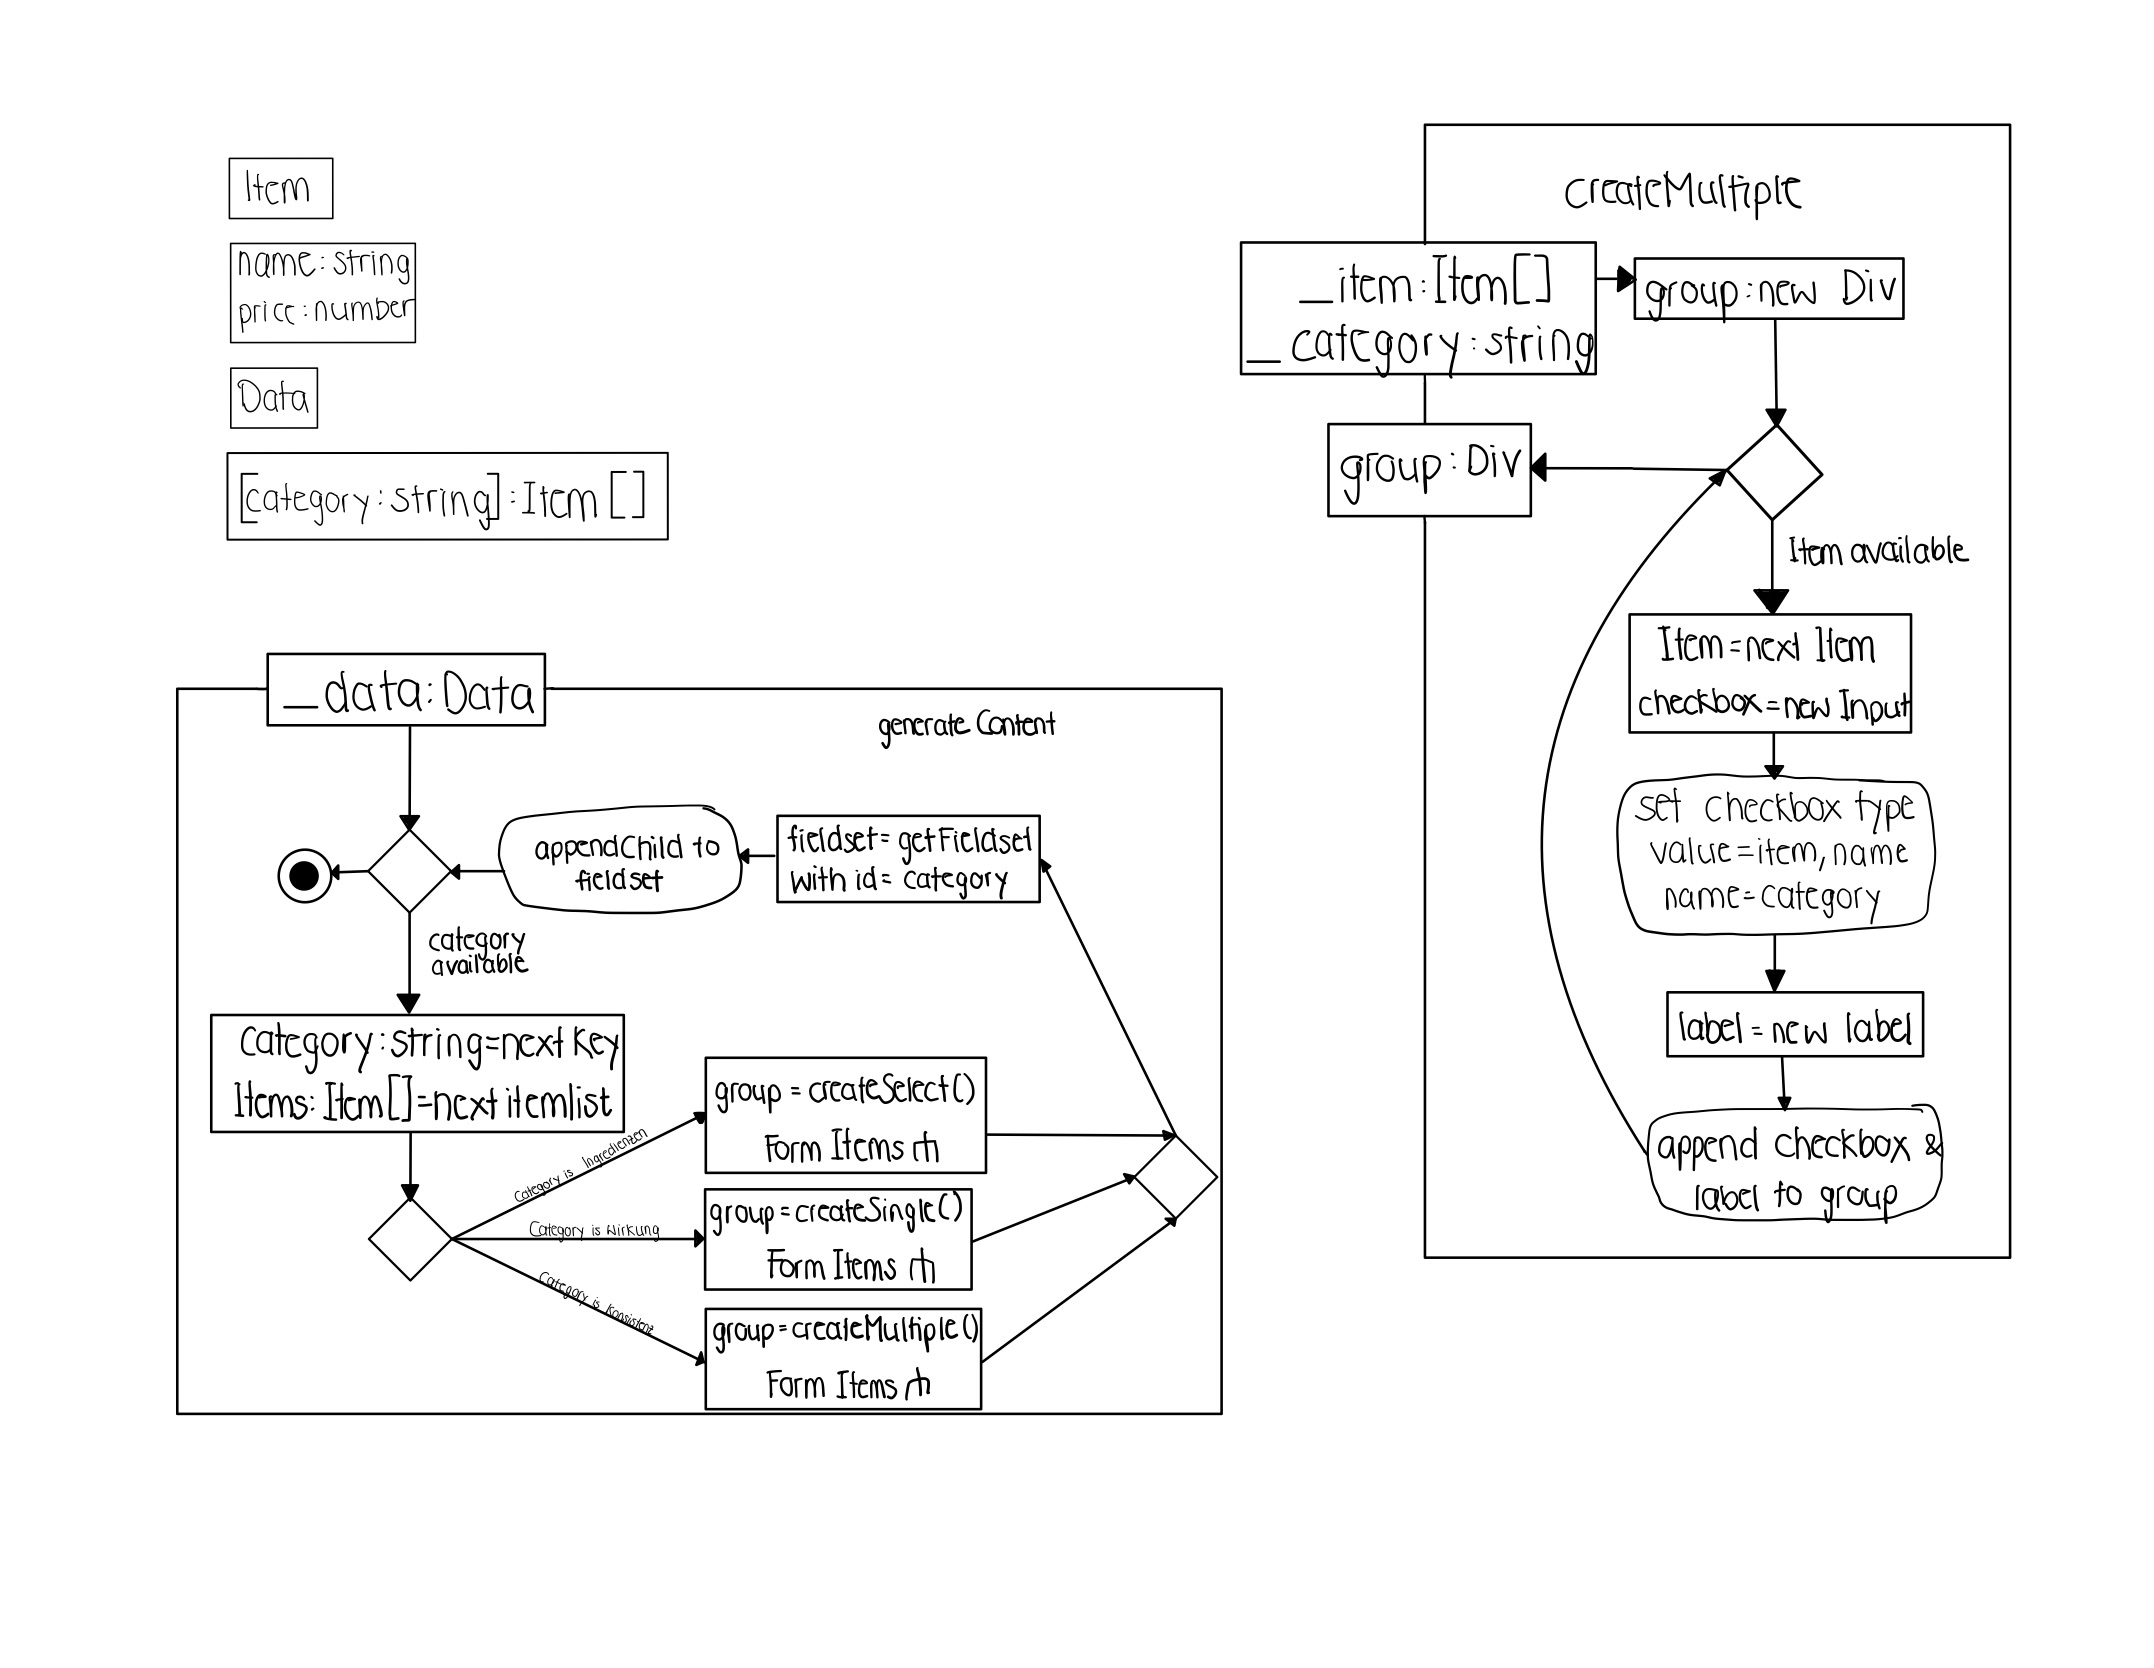 Item
name:string
price:number
Data
[Category:String]:Item []
__data:Data
generate Content
appendChild to
fieldset
fieldset=getFieldset
with id= category
category
available
Category:string=next Key
Items:Item[]=next itemlist
Category is Ingredienzen
Category is Wirkung
Category is Konsistenz
group = createSelect()
Form Items
group=createSingle()
Form Items
group=createMultiple()
Form Items
createMultiple
__item:Item[]
__category:string
group:new Div
group:Div
Item available
Item=next Item
checkbox=new Input
set checkbox type
value=item,name
name=category
label=new label
append checkbox &
label to group